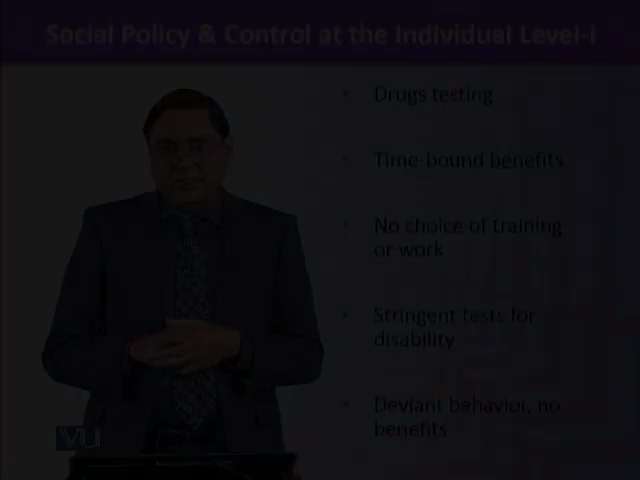 Social Policy & Control at the Individual Level-I
• Drugs testing
• Time-bound benefits
• No choice of training
or work
• Stringent tests for
disability
• Deviant behavior, no
benefits
VU